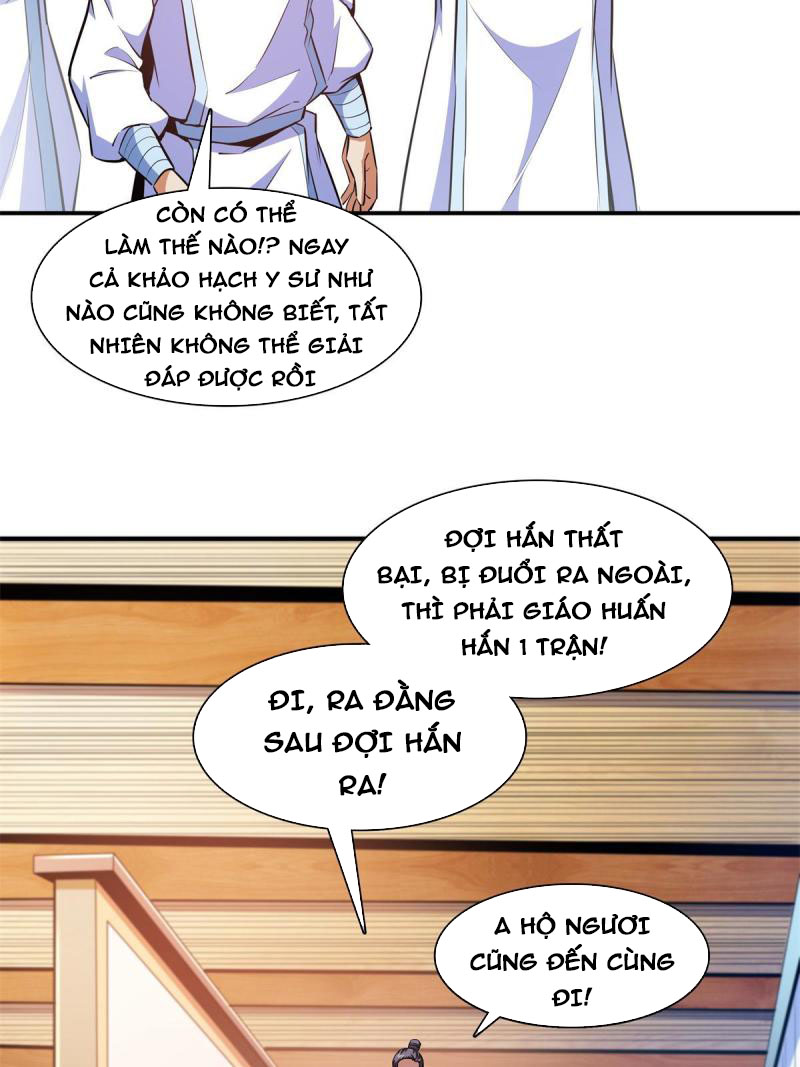 CÒN CÓ THỂ
LÀM THẾ NÀO!? NGAY
CẢ KHẢO HẠCH Y SƯ NHƯ
NÀO CŨNG KHÔNG BIẾT, TẤT
NHIÊN KHÔNG THỂ GIẢI
ĐÁP ĐƯỢC RỒI
ĐỢI HẮN THẤT
BẠI, BỊ ĐUỔI RA NGOÀI,
THÌ PHẢI GIÁO HUẤN
HẮN 1 TRẬN!
ĐI, RA ĐẰNG
SAU ĐỢI HẮN
RA!
A HỘ NGƯƠI
CŨNG ĐẾN CÙNG
ĐI!